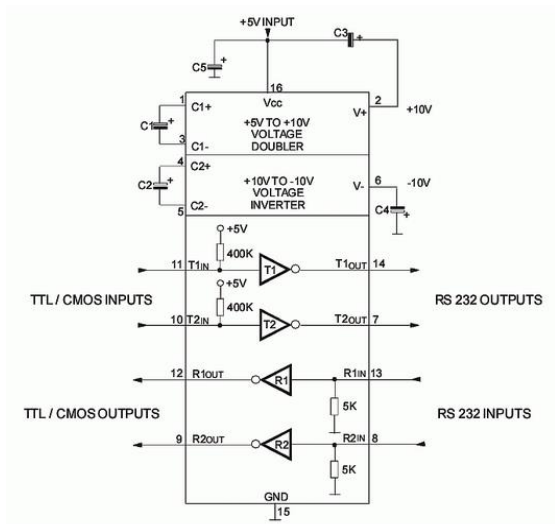 +5V INPUT
C3
+
C5
+
16
Vcc
1
C1+
2
V+
+10V
C1
+
+5V TO +10V
VOLTAGE
DOUBLER
3
C1-
4
C2+
C2
+
+10V TO -10V
VOLTAGE
INVERTER
6
V-
-10V
5
C2-
C4
+
+5V
400K
11
T1IN
T1
T1OUT
14
+5V
400K
TTL / CMOS INPUTS
RS 232 OUTPUTS
10
T2IN
T2
T2OUT
7
12
R1OUT
R1
R1IN
13
5K
TTL / CMOS OUTPUTS
RS 232 INPUTS
9
R2OUT
R2
R2IN
8
5K
GND
15